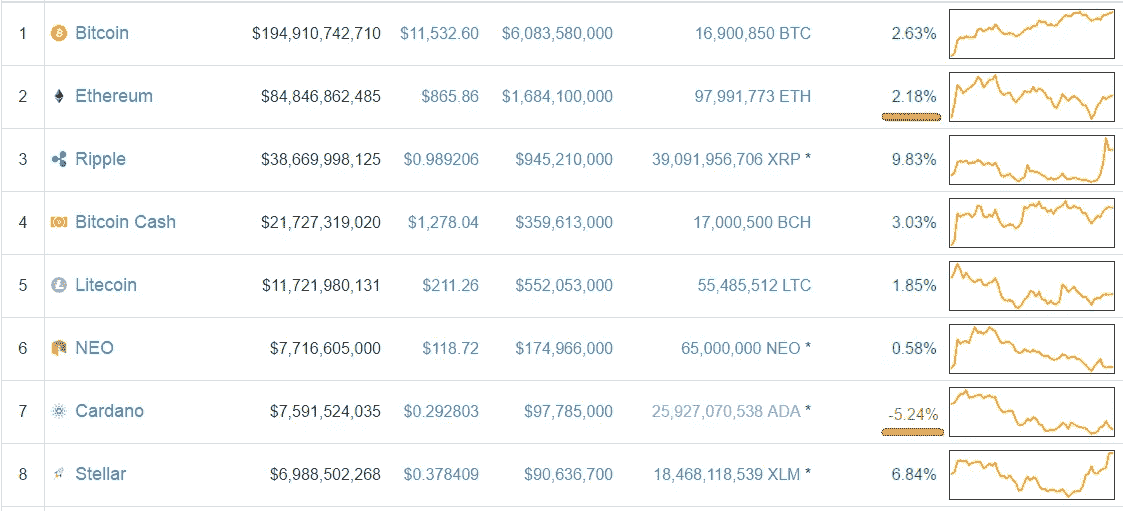 1 Bitcoin $194,910,742,710 $11,532.60 $6,083,580,000 16,900,850 BTC 2.63%
2 Ethereum $84,846,862,485 $865.86 $1,684,100,000 97,991,773 ETH 2.18%
3 Ripple $38,669,998,125 $0.989206 $945,210,000 39,091,956,706 XRP * 9.83%
4 Bitcoin Cash $21,727,319,020 $1,278.04 $359,613,000 17,000,500 BCH 3.03%
5 Litecoin $11,721,980,131 $211.26 $552,053,000 55,485,512 LTC 1.85%
6 NEO $7,716,605,000 $118.72 $174,966,000 65,000,000 NEO * 0.58%
7 Cardano $7,591,524,035 $0.292803 $97,785,000 25,927,070,538 ADA * -5.24%
8 Stellar $6,988,502,268 $0.378409 $90,636,700 18,468,118,539 XLM * 6.84%